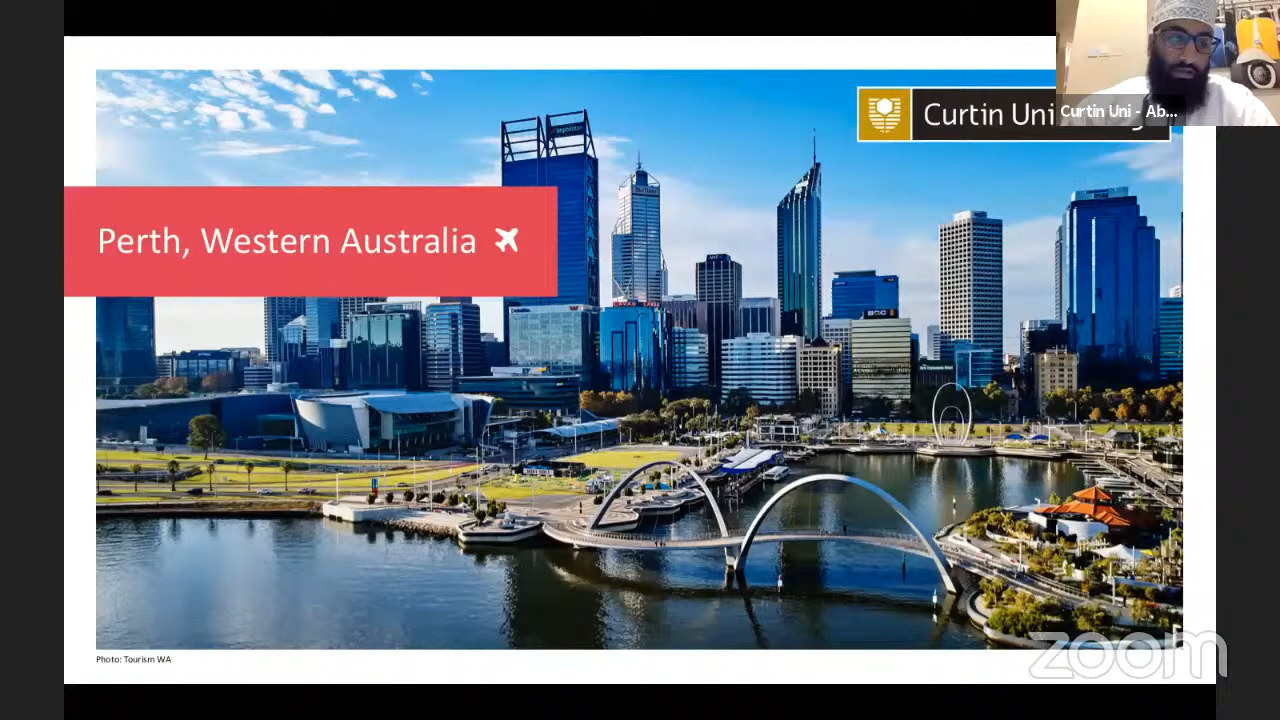 Curtin Uni
Curtin Uni - Ab...
Perth, Western Australia
Photo: Tourism WA
zoom